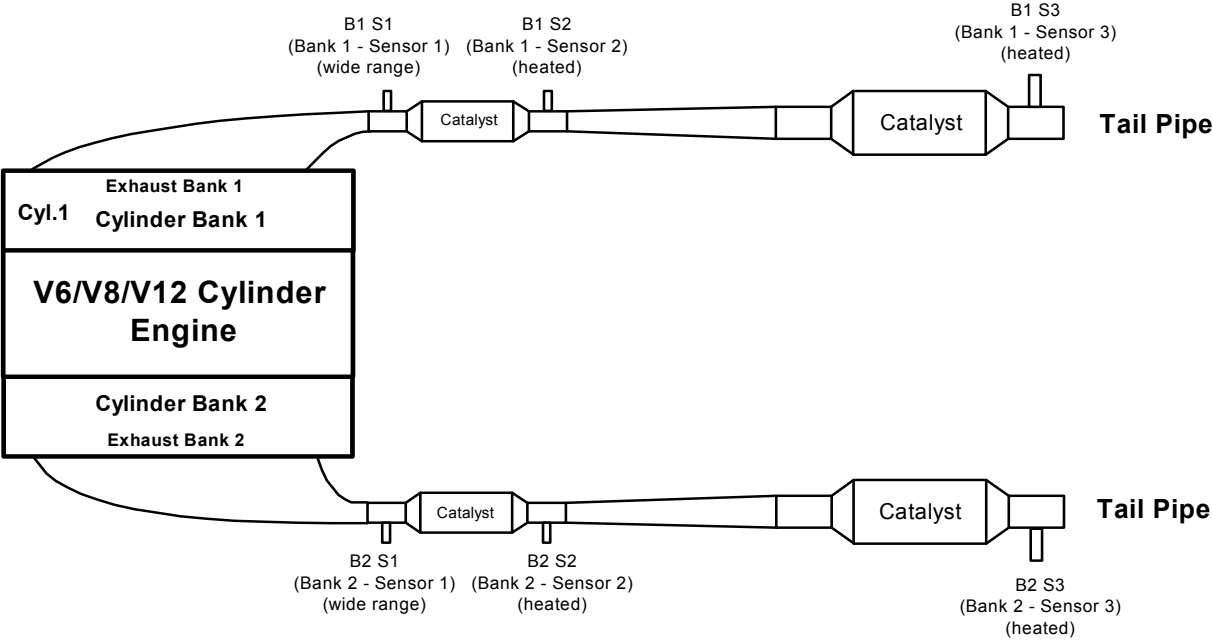 B1 S1
(Bank 1 - Sensor 1)
(wide range)
B1 S2
(Bank 1 - Sensor 2)
(heated)
B1 S3
(Bank 1 - Sensor 3)
(heated)
Catalyst
Catalyst
Tail Pipe
Exhaust Bank 1
Cyl.1
Cylinder Bank 1
V6/V8/V12 Cylinder
Engine
Cylinder Bank 2
Exhaust Bank 2
Catalyst
Catalyst
Tail Pipe
B2 S1
(Bank 2 - Sensor 1)
(wide range)
B2 S2
(Bank 2 - Sensor 2)
(heated)
B2 S3
(Bank 2 - Sensor 3)
(heated)